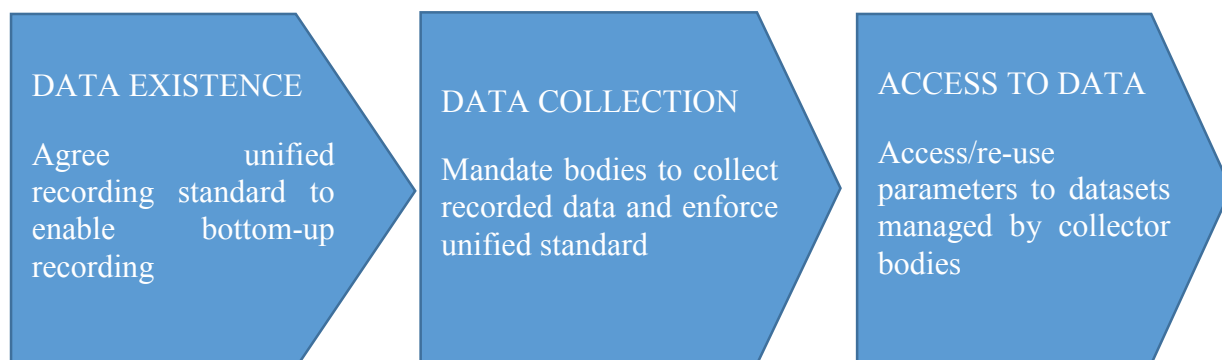 DATA EXISTENCE
Agree unified
recording standard to
enable bottom-up
recording
DATA COLLECTION
Mandate bodies to collect
recorded data and enforce
unified standard
ACCESS TO DATA
Access/re-use
parameters to datasets
managed by collector
bodies